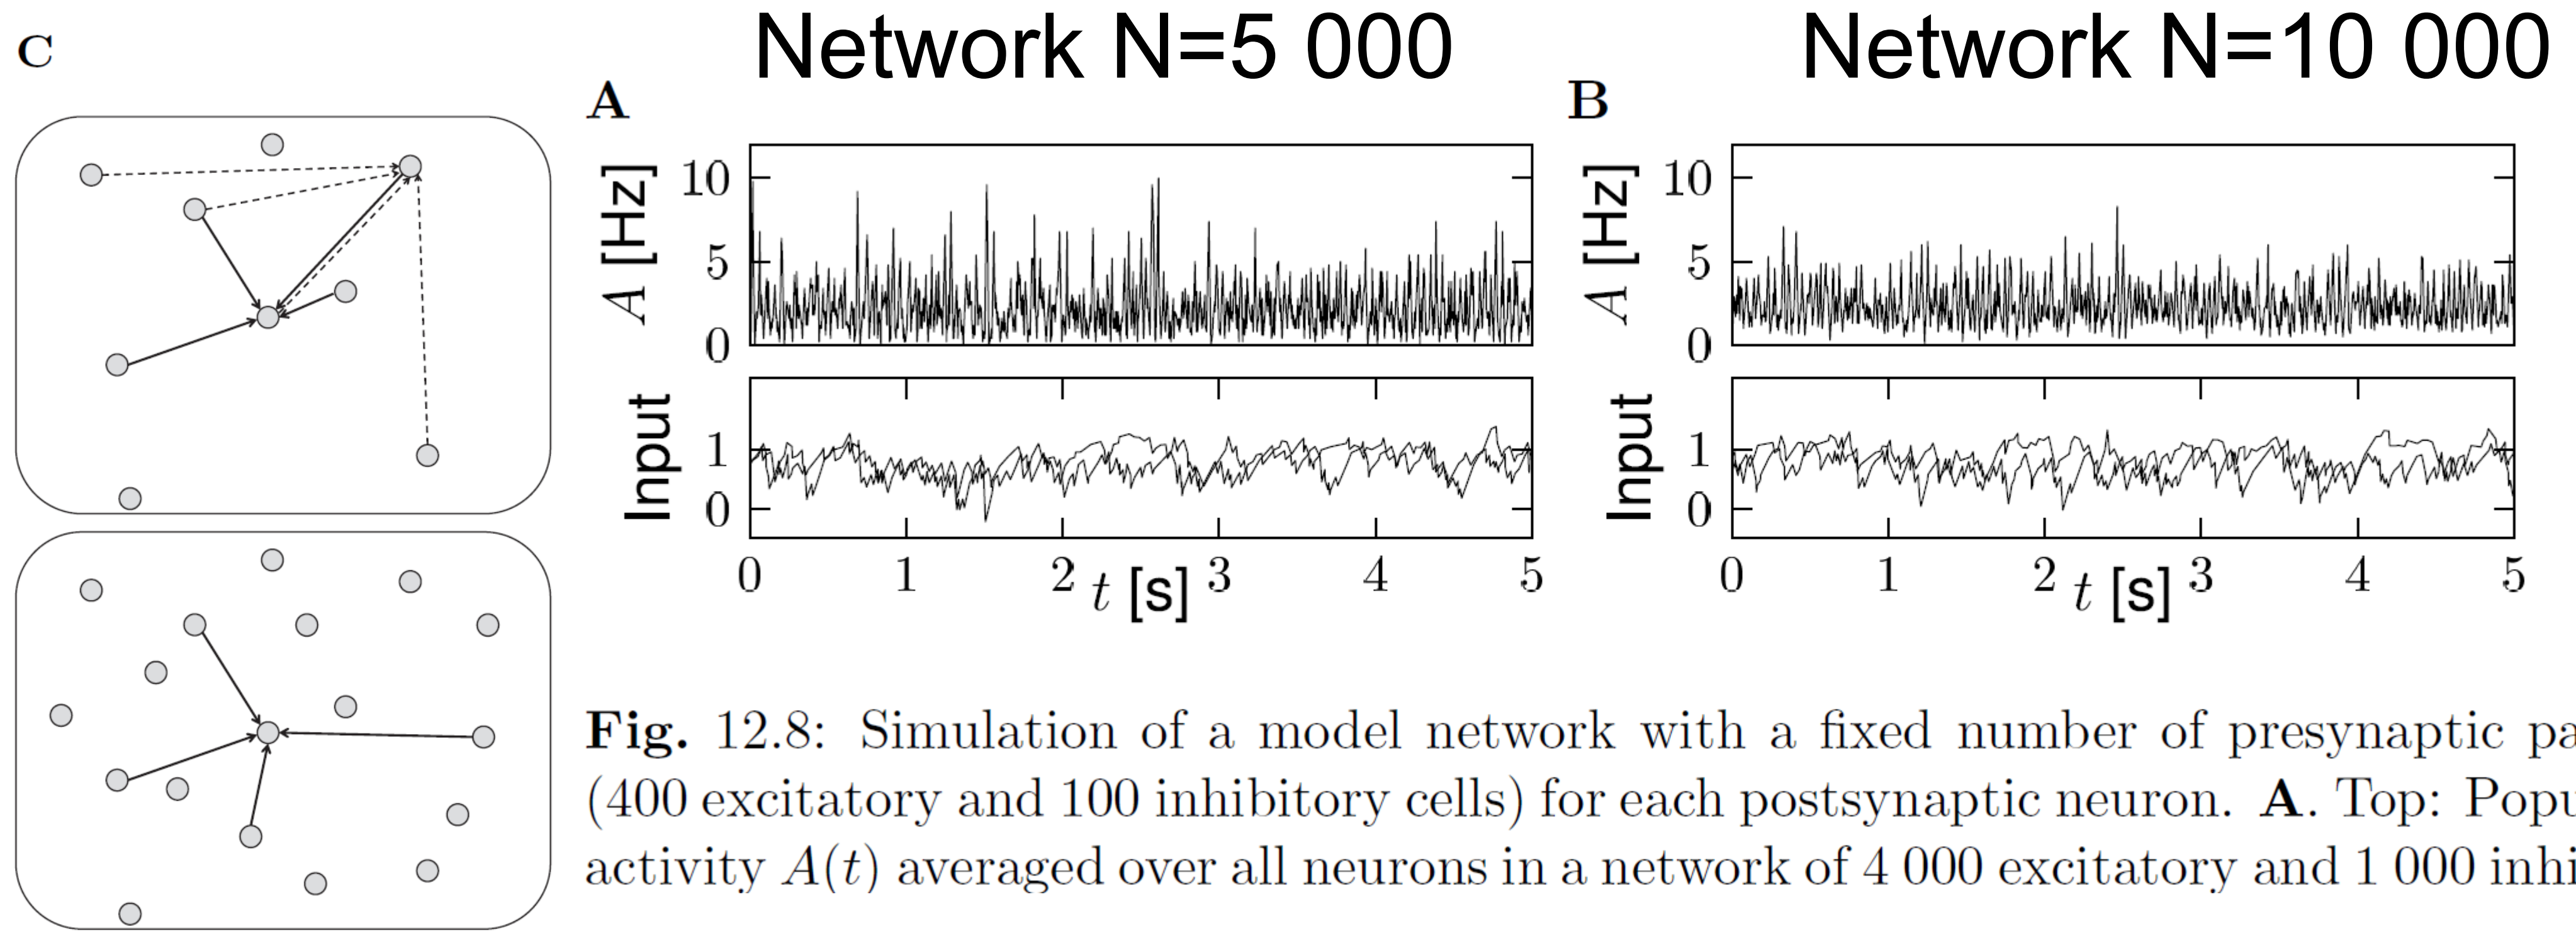 C
Network N=5 000
Network N=10 000
A
B
A [Hz]
10
5
0
Input
1
0
0 1 2 3 4 5
t [s]
A [Hz]
10
5
0
Input
1
0
0 1 2 3 4 5
t [s]
Fig. 12.8: Simulation of a model network with a fixed number of presynaptic pa
(400 excitatory and 100 inhibitory cells) for each postsynaptic neuron. A. Top: Popu
activity A(t) averaged over all neurons in a network of 4 000 excitatory and 1 000 inhi